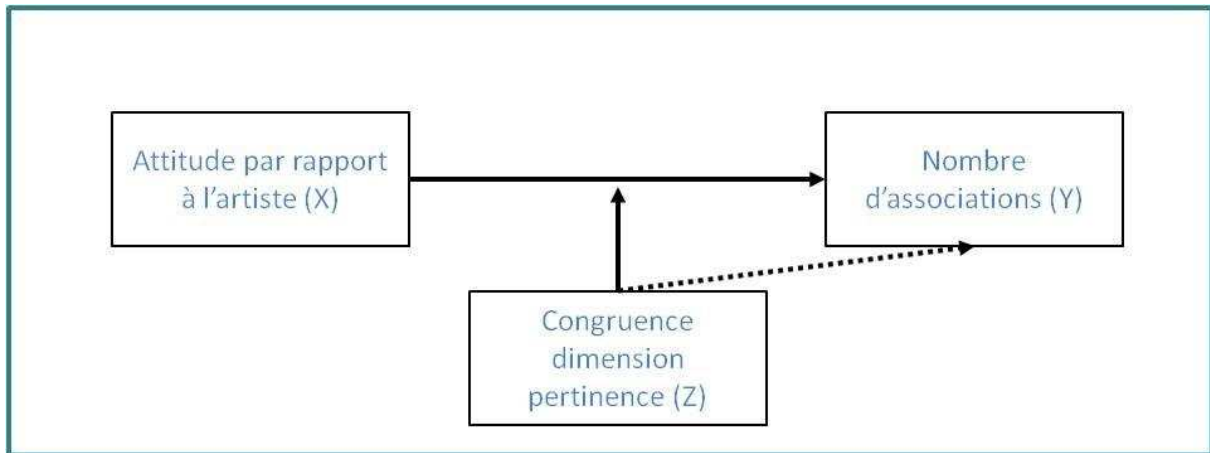 Attitude par rapport
à l'artiste (X)
Nombre
d'associations (Y)
Congruence
dimension
pertinence (Z)